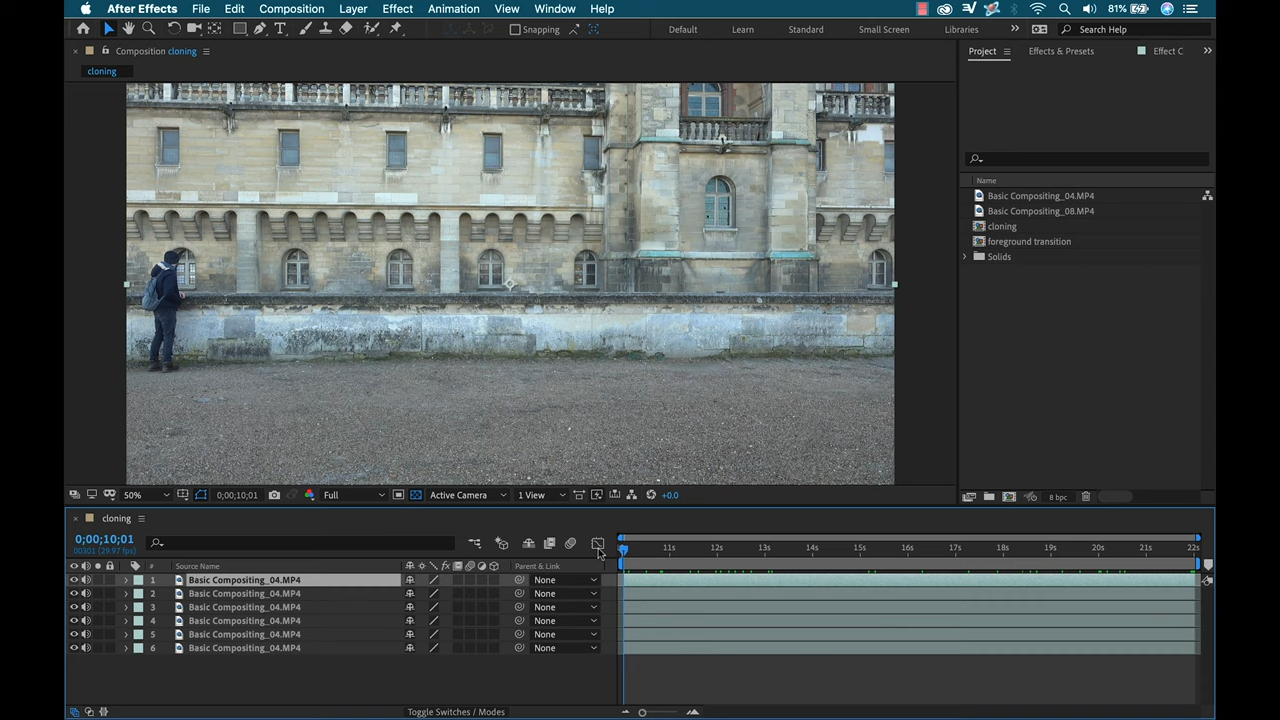 After Effects File Edit Composition Layer Effect Animation View Window Help 81%
Snapping Default Learn Standard Small Screen Libraries Search Help
Composition cloning Project Effects & Presets Effect C
cloning
Name
Basic Compositing_04.MP4
Basic Compositing_08.MP4
cloning
foreground transition
Solids
50% 0;00;10;01 Full Active Camera 1 View +0.0 8 bpc
cloning
0;00;10;01
00301 (29.97 fps)
11s 12s 13s 14s 15s 16s 17s 18s 19s 20s 21s 22s
# Source Name Parent & Link
1 Basic Compositing_04.MP4 None
2 Basic Compositing_04.MP4 None
3 Basic Compositing_04.MP4 None
4 Basic Compositing_04.MP4 None
5 Basic Compositing_04.MP4 None
6 Basic Compositing_04.MP4 None
Toggle Switches / Modes